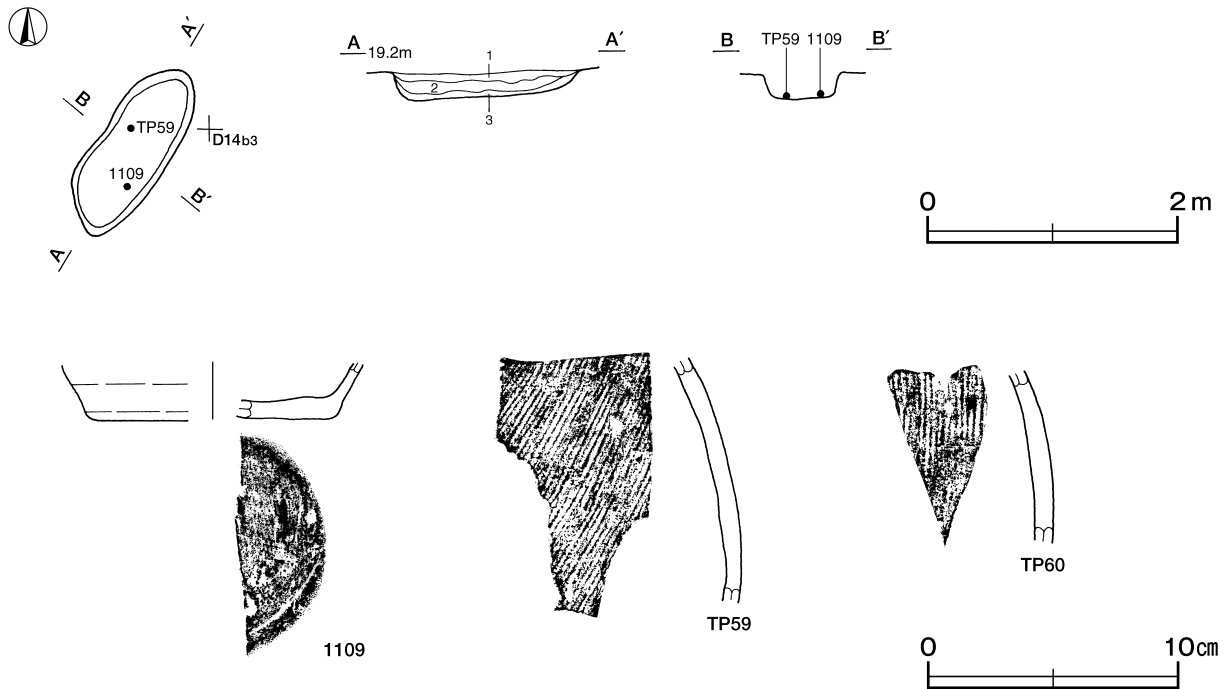 A A′
19.2m
1
2
3
B B′
TP59 1109
A′
B
TP59
D14b3
1109
B′
A
0 2m
1109
TP59
TP60
0 10cm